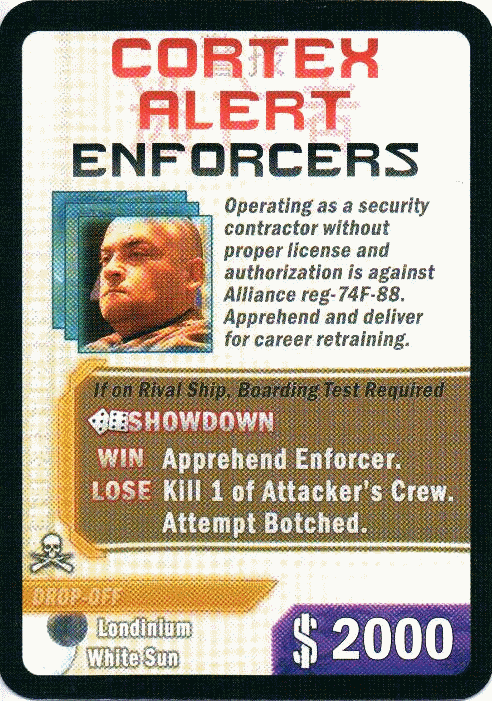 CORTEX
ALERT
ENFORCERS
Operating as a security
contractor without
proper license and
authorization is against
Alliance reg-74F-88.
Apprehend and deliver
for career retraining.
If on Rival Ship, Boarding Test Required
SHOWDOWN
WIN Apprehend Enforcer.
LOSE Kill 1 of Attacker's Crew.
Attempt Botched.
DROP-OFF
Londinium
White Sun
$ 2000